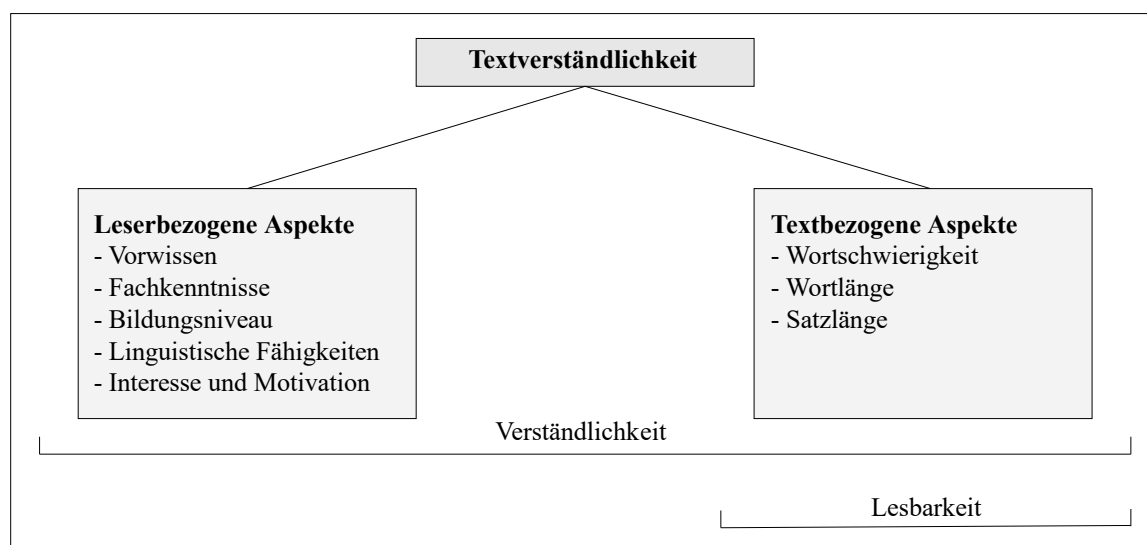 Textverständlichkeit
Leserbezogene Aspekte
- Vorwissen
- Fachkenntnisse
- Bildungsniveau
- Linguistische Fähigkeiten
- Interesse und Motivation
Textbezogene Aspekte
- Wortschwierigkeit
- Wortlänge
- Satzlänge
Verständlichkeit
Lesbarkeit